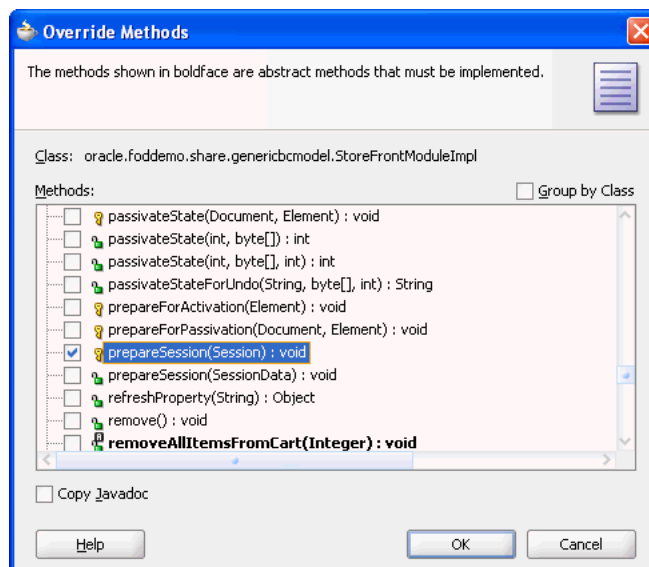 Override Methods
The methods shown in boldface are abstract methods that must be implemented.
Class: oracle.foddemo.share.genericbcmodel.StoreFrontModuleImpl
Methods:
Group by Class
passivateState(Document, Element) : void
passivateState(int, byte[]) : int
passivateState(int, byte[], int) : int
passivateStateForUndo(String, byte[], int) : String
prepareForActivation(Element) : void
prepareForPassivation(Document, Element) : void
prepareSession(Session) : void
prepareSession(SessionData) : void
refreshProperty(String) : Object
remove() : void
removeAllItemsFromCart(Integer) : void
Copy Javadoc
Help
OK
Cancel